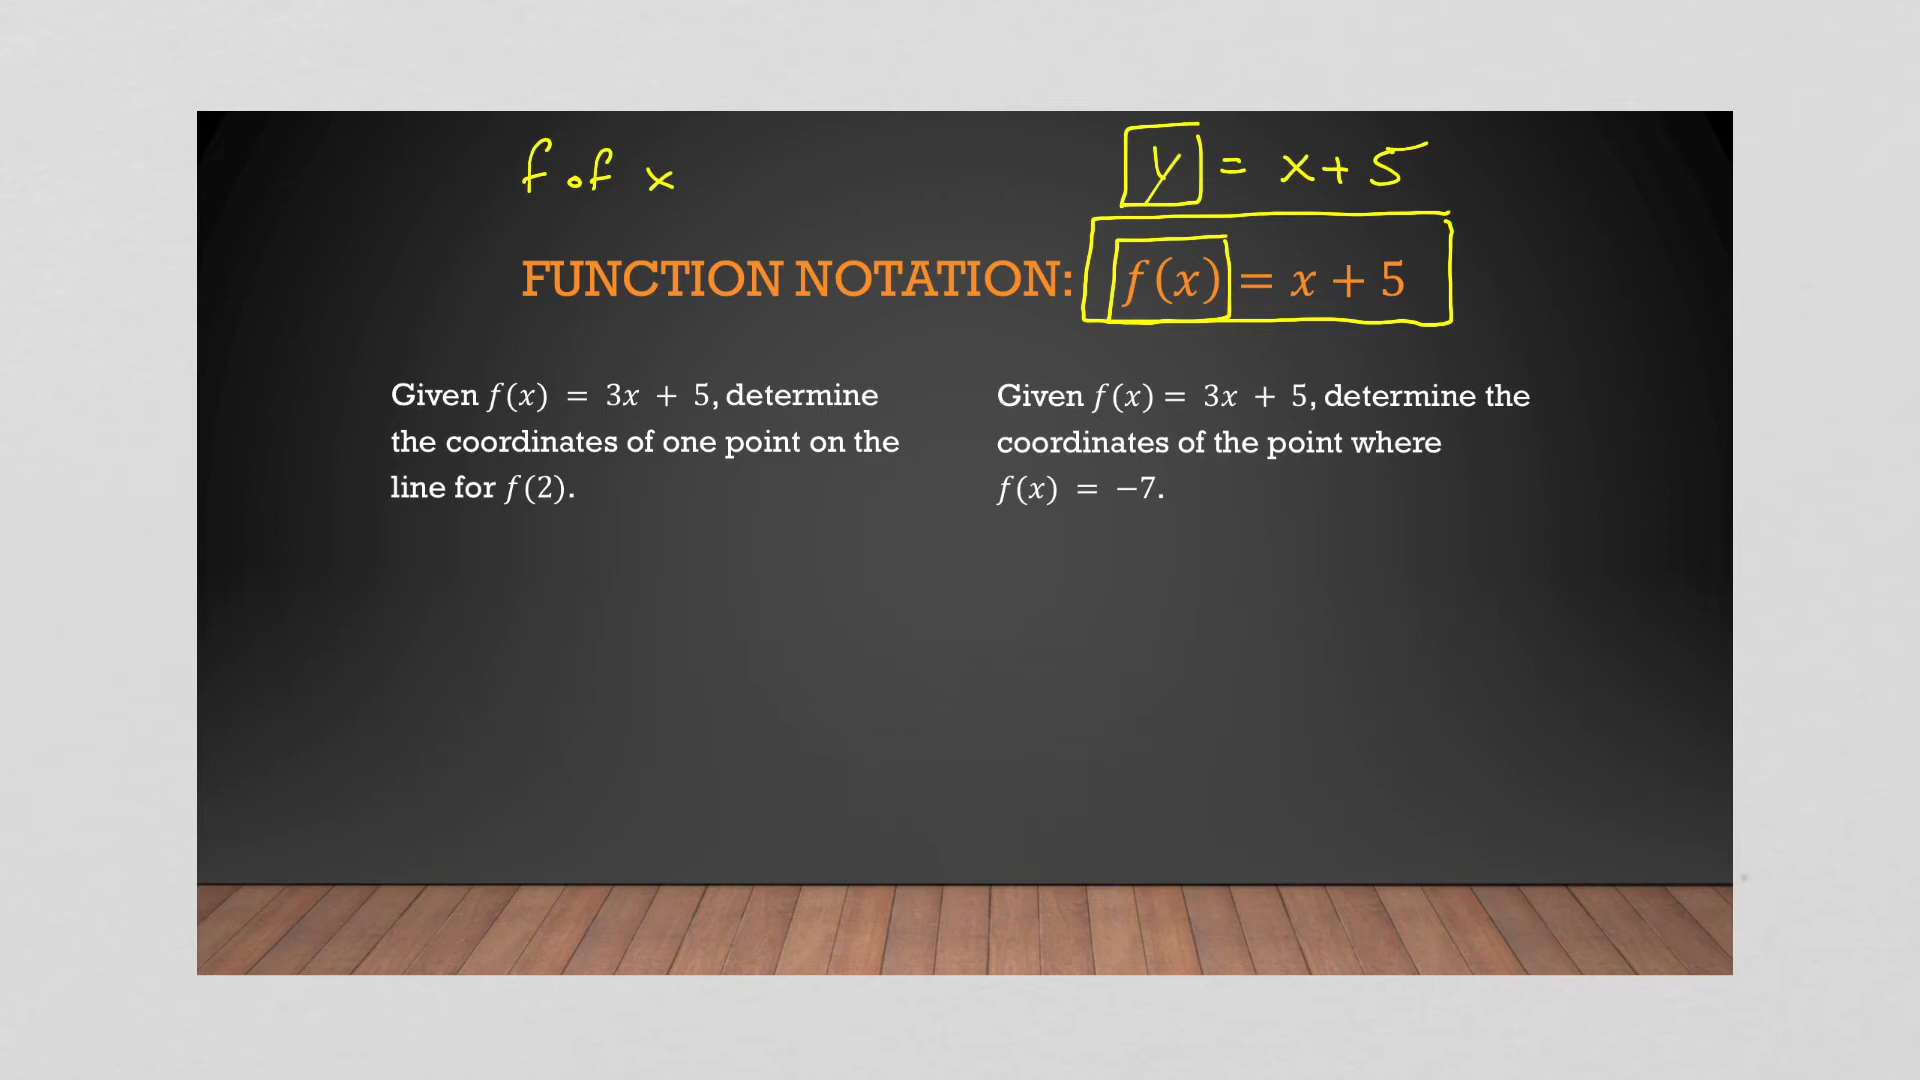 f of x
y = x + 5
FUNCTION NOTATION: f(x) = x + 5
Given f(x) = 3x + 5, determine
the coordinates of one point on the
line for f(2).
Given f(x) = 3x + 5, determine the
coordinates of the point where
f(x) = −7.